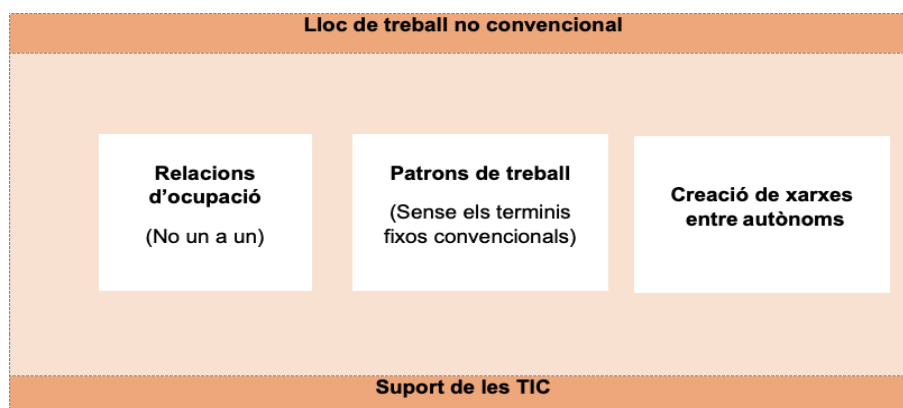 Lloc de treball no convencional
Relacions
d'ocupació
(No un a un)
Patrons de treball
(Sense els terminis
fixos convencionals)
Creació de xarxes
entre autònoms
Suport de les TIC